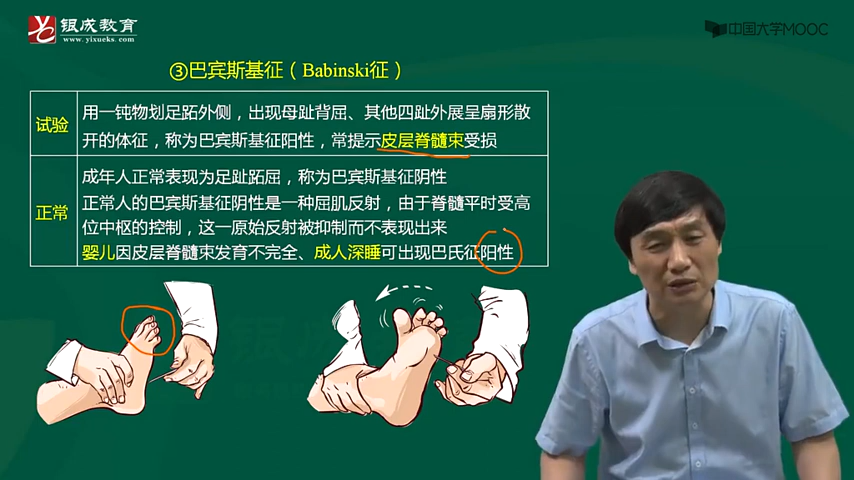 银成教育
www.yixueks.com
中国大学MOOC
③巴宾斯基征（Babinski征）
试验
用一钝物划足跖外侧，出现母趾背屈、其他四趾外展呈扇形散
开的体征，称为巴宾斯基征阳性，常提示皮层脊髓束受损
正常
成年人正常表现为足趾跖屈，称为巴宾斯基征阴性
正常人的巴宾斯基征阴性是一种屈肌反射，由于脊髓平时受高
位中枢的控制，这一原始反射被抑制而不表现出来
婴儿因皮层脊髓束发育不完全、成人深睡可出现巴氏征阳性